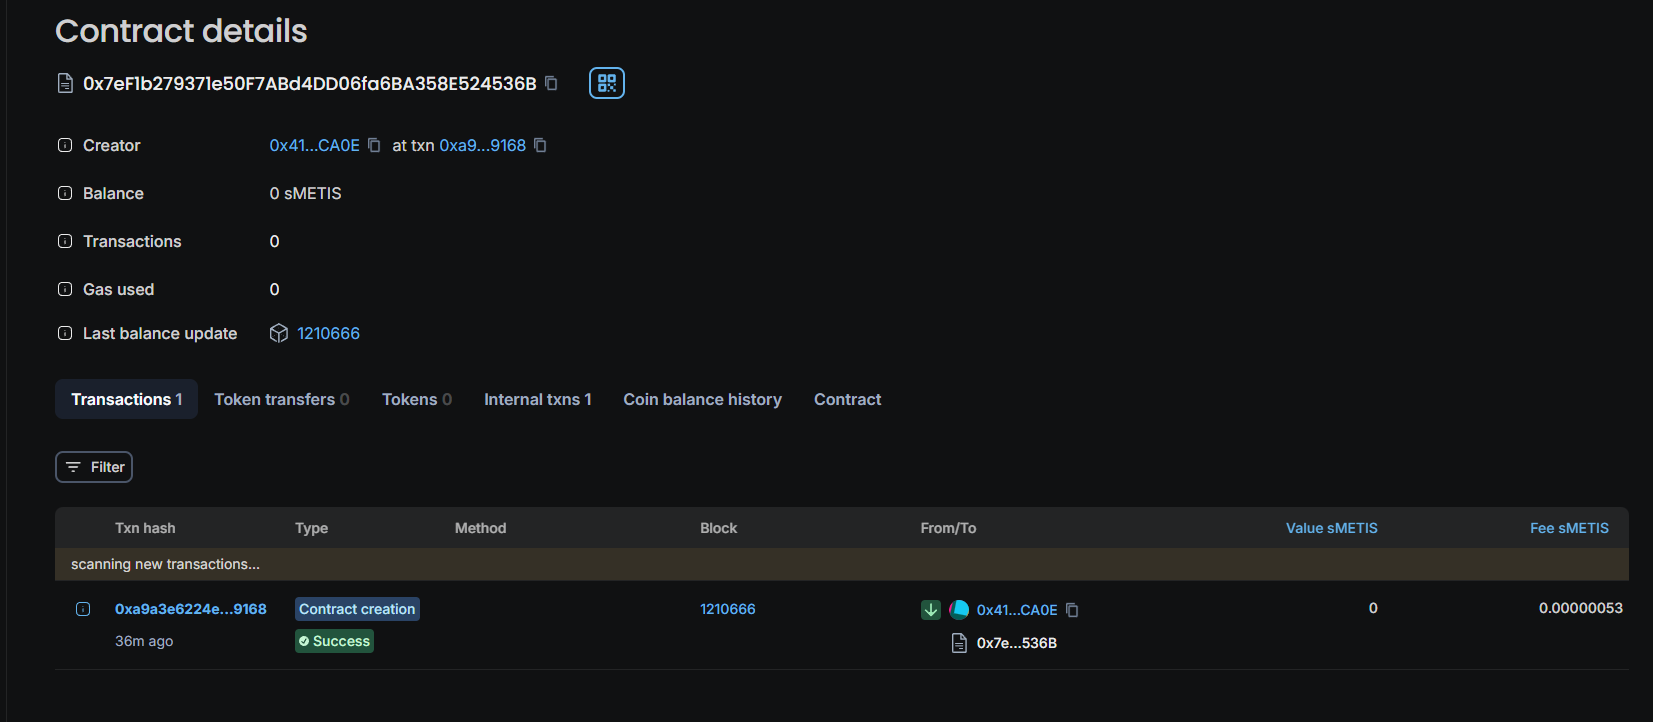 Contract details
0x7eF1b279371e50F7ABd4DD06fa6BA358E524536B
Creator 0x41...CA0E at txn 0xa9...9168
Balance 0 sMETIS
Transactions 0
Gas used 0
Last balance update 1210666
Transactions 1 Token transfers 0 Tokens 0 Internal txns 1 Coin balance history Contract
Filter
Txn hash Type Method Block From/To Value sMETIS Fee sMETIS
scanning new transactions...
0xa9a3e6224e...9168 Contract creation 1210666 0x41...CA0E 0 0.00000053
36m ago Success 0x7e...536B